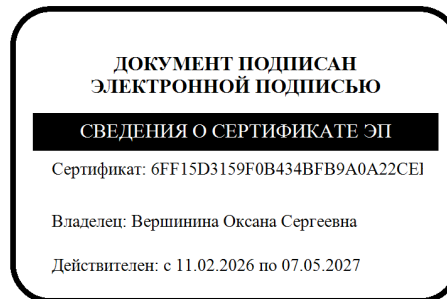 ДОКУМЕНТ ПОДПИСАН
ЭЛЕКТРОННОЙ ПОДПИСЬЮ
СВЕДЕНИЯ О СЕРТИФИКАТЕ ЭП
Сертификат: 6FF15D3159F0B434BFB9A0A22CE
Владелец: Вершинина Оксана Сергеевна
Действителен: с 11.02.2026 по 07.05.2027